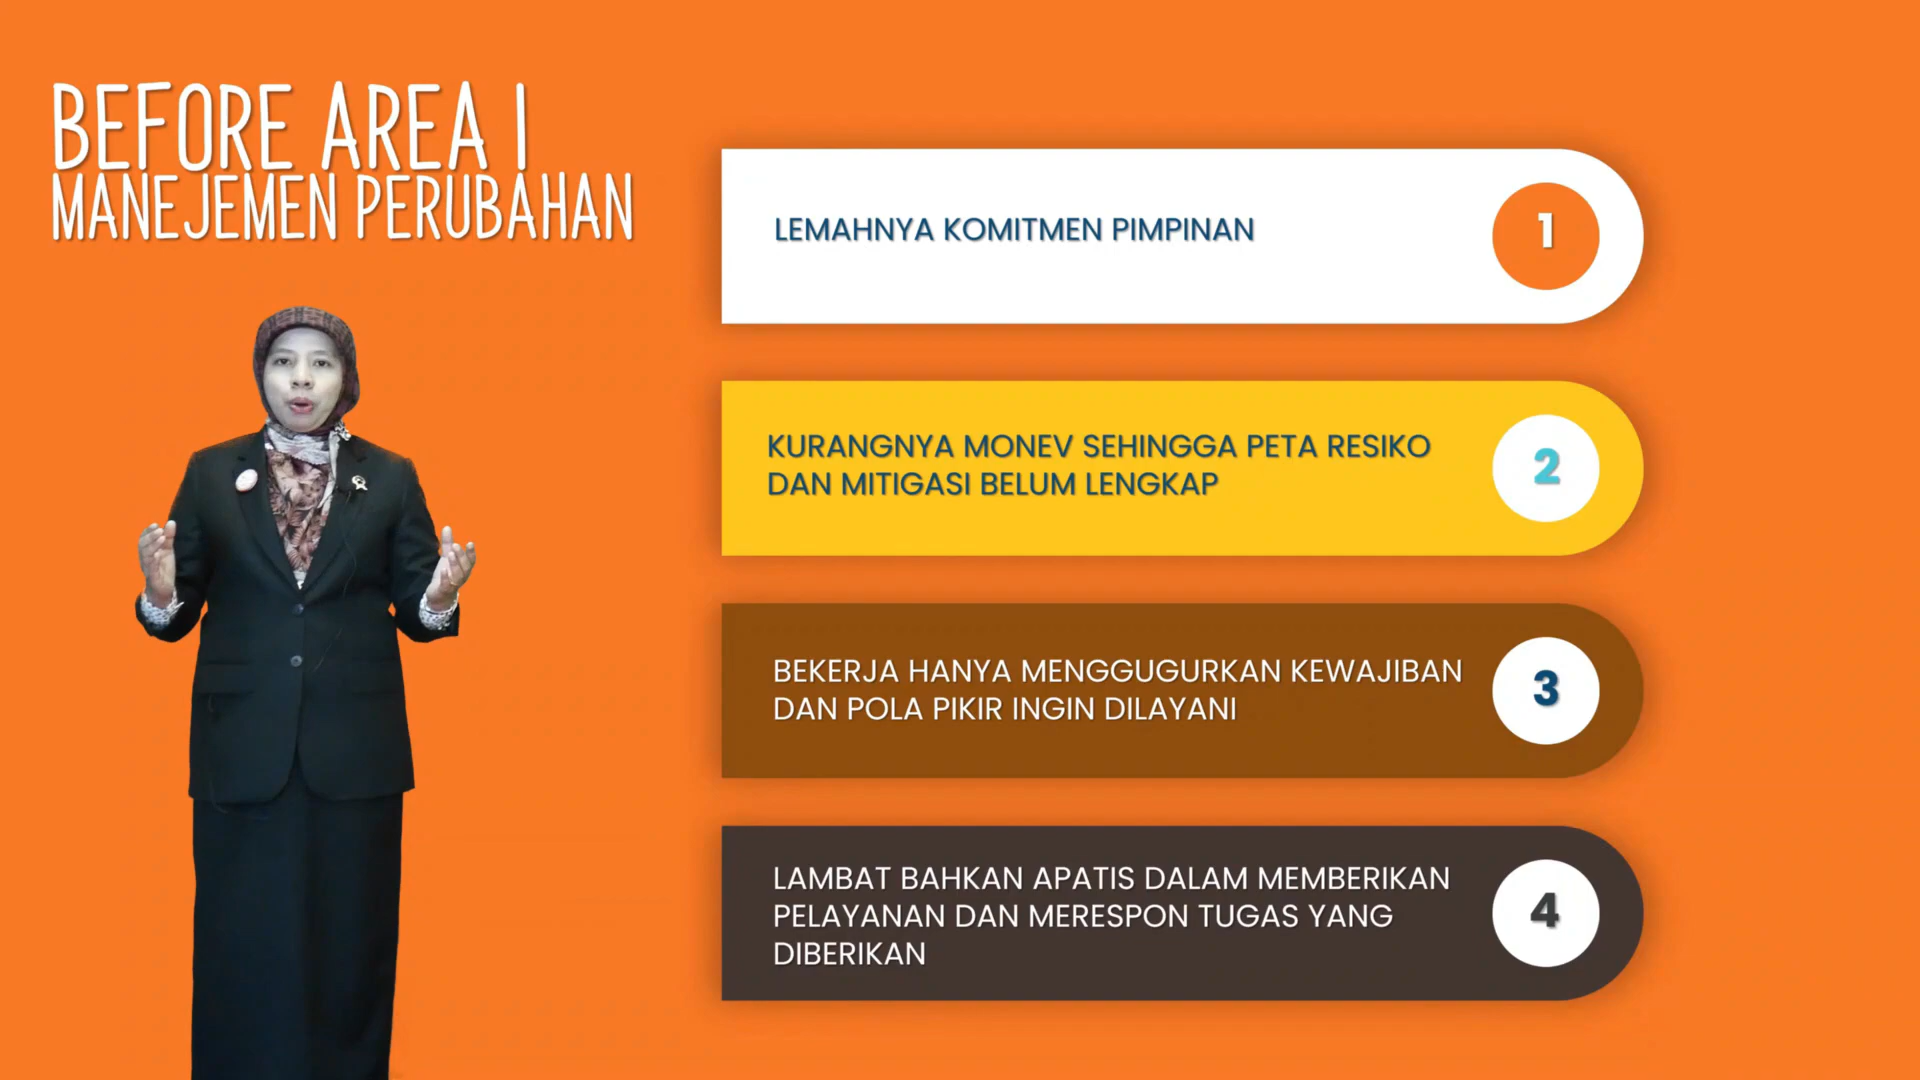 BEFORE AREA I
MANEJEMEN PERUBAHAN
LEMAHNYA KOMITMEN PIMPINAN
1
KURANGNYA MONEV SEHINGGA PETA RESIKO
DAN MITIGASI BELUM LENGKAP
2
BEKERJA HANYA MENGGUGURKAN KEWAJIBAN
DAN POLA PIKIR INGIN DILAYANI
3
LAMBAT BAHKAN APATIS DALAM MEMBERIKAN
PELAYANAN DAN MERESPON TUGAS YANG
DIBERIKAN
4